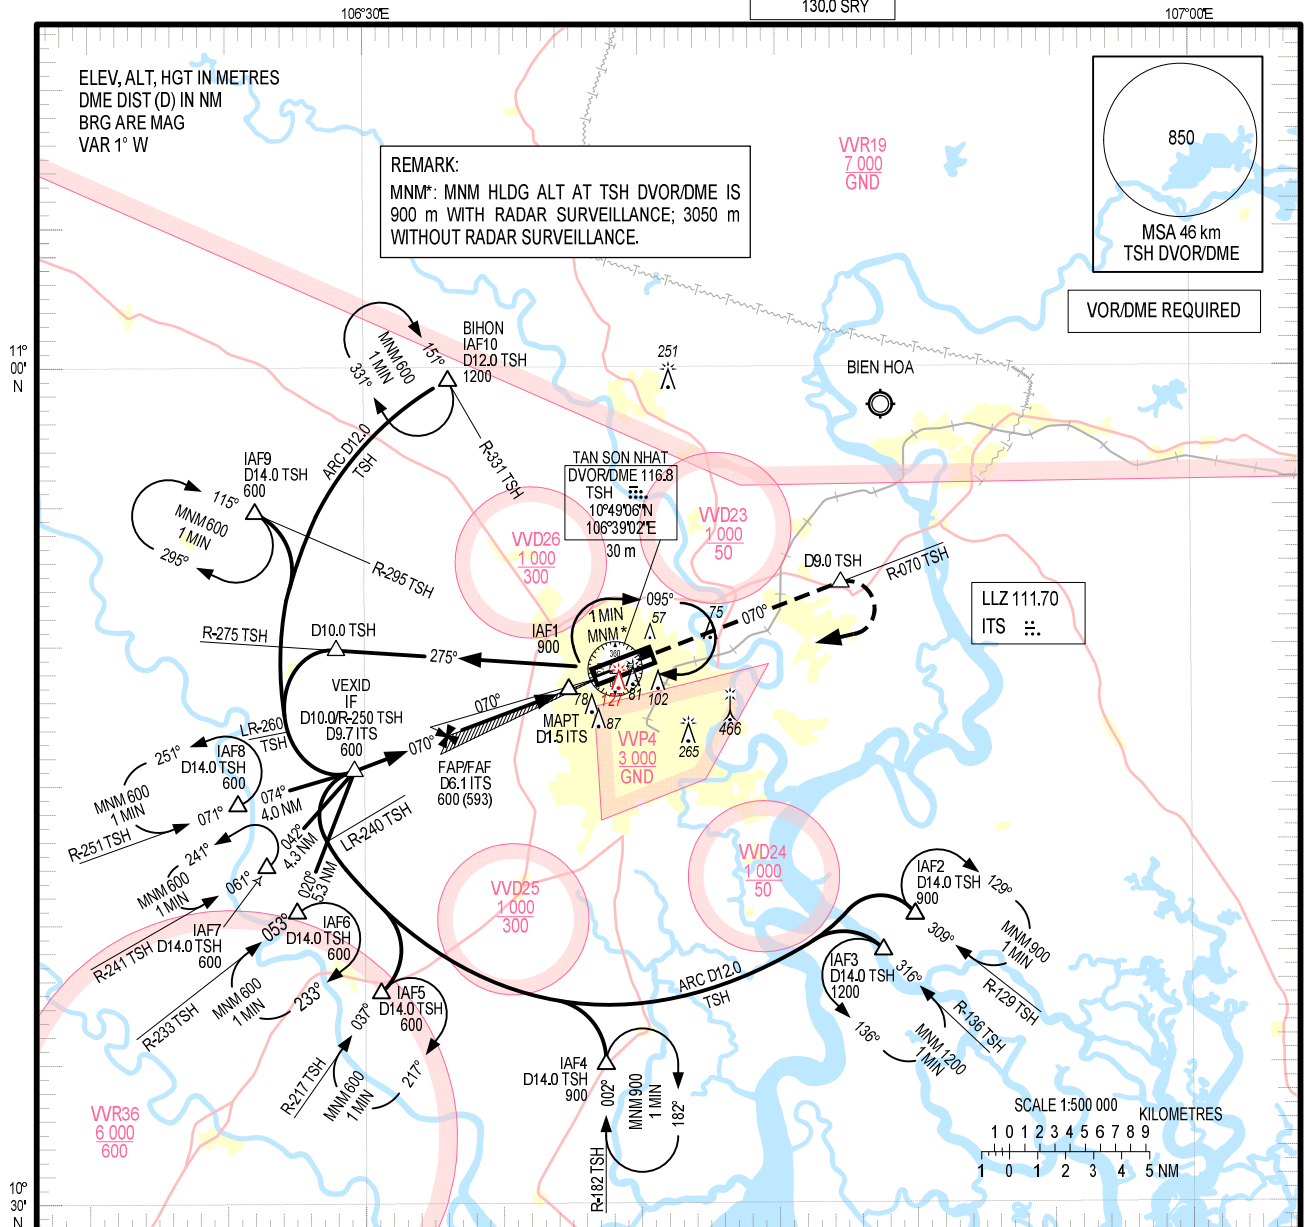 130.0 SRY
106°30'E
107°00'E
ELEV, ALT, HGT IN METRES
DME DIST (D) IN NM
BRG ARE MAG
VAR 1° W
REMARK:
MNM*: MNM HLDG ALT AT TSH DVOR/DME IS
900 m WITH RADAR SURVEILLANCE; 3050 m
WITHOUT RADAR SURVEILLANCE.
VVR19
7 000
GND
850
MSA 46 km
TSH DVOR/DME
VOR/DME REQUIRED
11°
00'
N
BIHON
IAF10
D12.0 TSH
1200
151°
MNM 600
1 MIN
331°
R-331 TSH
ARC D12.0
TSH
251
BIEN HOA
IAF9
D14.0 TSH
600
115°
MNM 600
1 MIN
295°
R-295 TSH
TAN SON NHAT
DVOR/DME 116.8
TSH
10°49'06"N
106°39'02"E
30 m
VVD26
1 000
300
VVD23
1 000
50
D9.0 TSH
R-070 TSH
070°
LLZ 111.70
ITS
R-275 TSH
D10.0 TSH
275°
IAF1
900
1 MIN
MNM *
095°
57
75
360
78
127
81
102
87
265
466
VEXID
IF
D10.0/R-250 TSH
D9.7 ITS
600
070°
070°
MAPT
D1.5 ITS
FAP/FAF
D6.1 ITS
600 (593)
VVP4
3 000
GND
LR-260
TSH
251°
IAF8
D14.0 TSH
600
MNM 600
1 MIN
071°
R-251 TSH
074°
4.0 NM
042°
4.3 NM
020°
5.3 NM
LR-240 TSH
241°
MNM 600
1 MIN
061°
R-241 TSH
IAF7
D14.0 TSH
600
053°
IAF6
D14.0 TSH
600
MNM 600
1 MIN
233°
R-233 TSH
IAF5
D14.0 TSH
600
037°
217°
MNM 600
1 MIN
R-217 TSH
VVD25
1 000
300
VVD24
1 000
50
IAF2
D14.0 TSH
900
129°
309°
MNM 900
1 MIN
R-129 TSH
IAF3
D14.0 TSH
1200
316°
136°
MNM 1200
1 MIN
R-136 TSH
ARC D12.0
TSH
IAF4
D14.0 TSH
900
002°
MNM 900
1 MIN
182°
R-182 TSH
VVR36
6 000
600
SCALE 1:500 000
KILOMETRES
1 0 1 2 3 4 5 6 7 8 9
1 0 1 2 3 4 5 NM
10°
30'
N